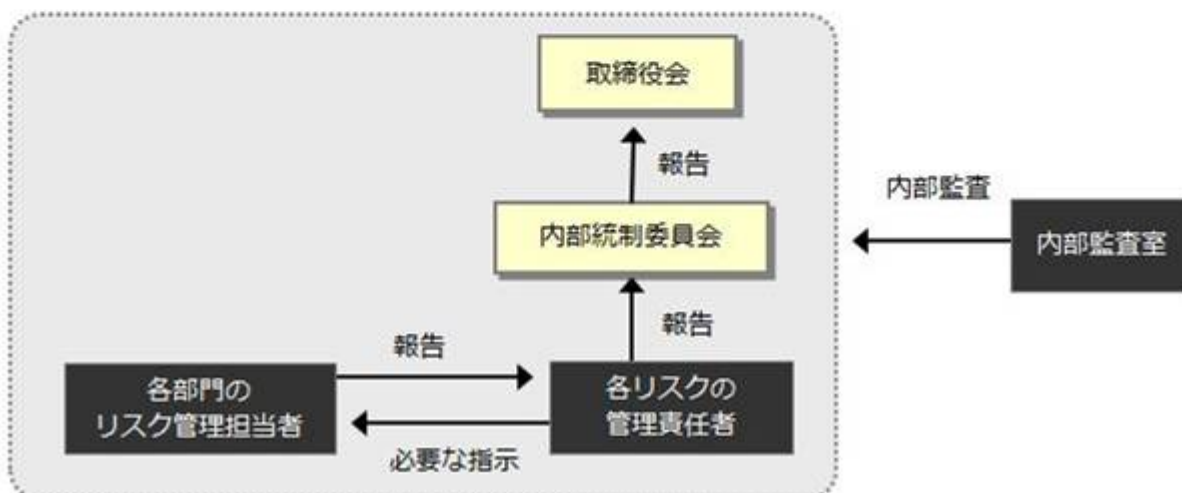 取締役会
報告
内部監査
内部統制委員会
内部監査室
報告
報告
各部門の
リスク管理担当者
各リスクの
管理責任者
必要な指示